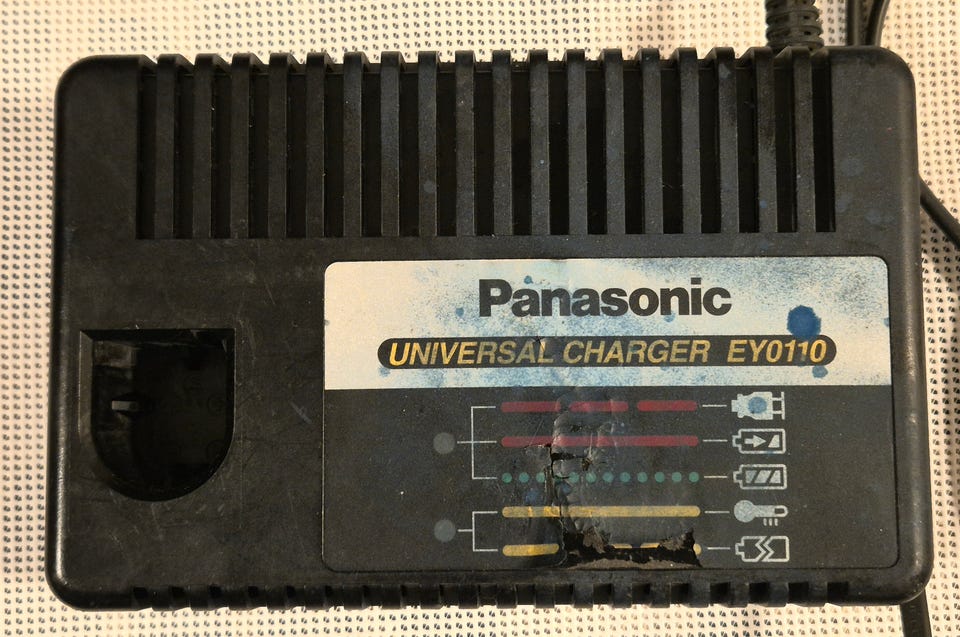 Panasonic
UNIVERSAL CHARGER EY0110